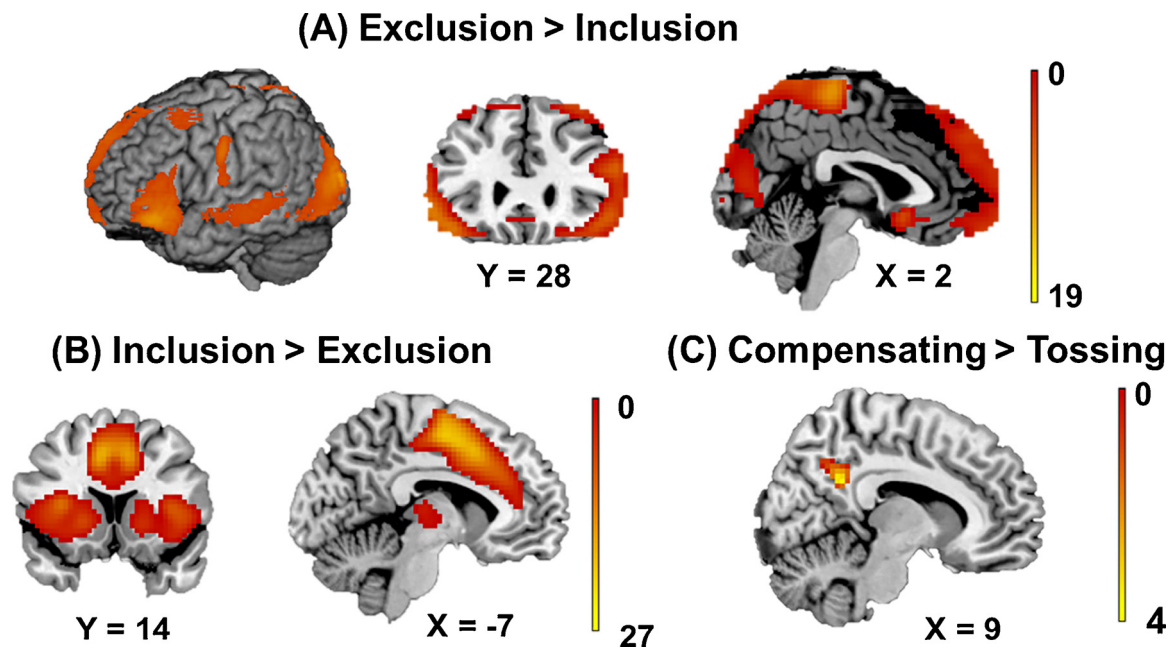 (A) Exclusion > Inclusion
0
Y = 28
X = 2
19
(B) Inclusion > Exclusion
0
Y = 14
X = -7
27
(C) Compensating > Tossing
0
X = 9
4